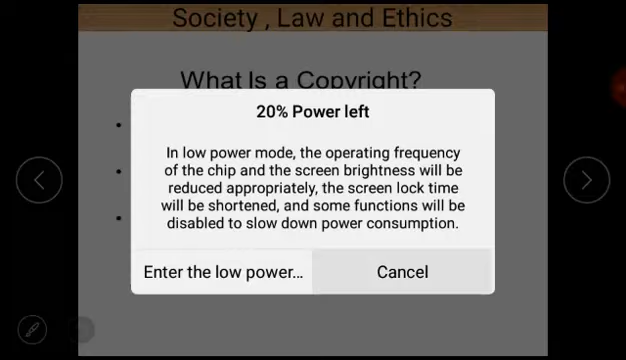 Society , Law and Ethics
What Is a Copyright?
20% Power left
In low power mode, the operating frequency
of the chip and the screen brightness will be
reduced appropriately, the screen lock time
will be shortened, and some functions will be
disabled to slow down power consumption.
Enter the low power...
Cancel